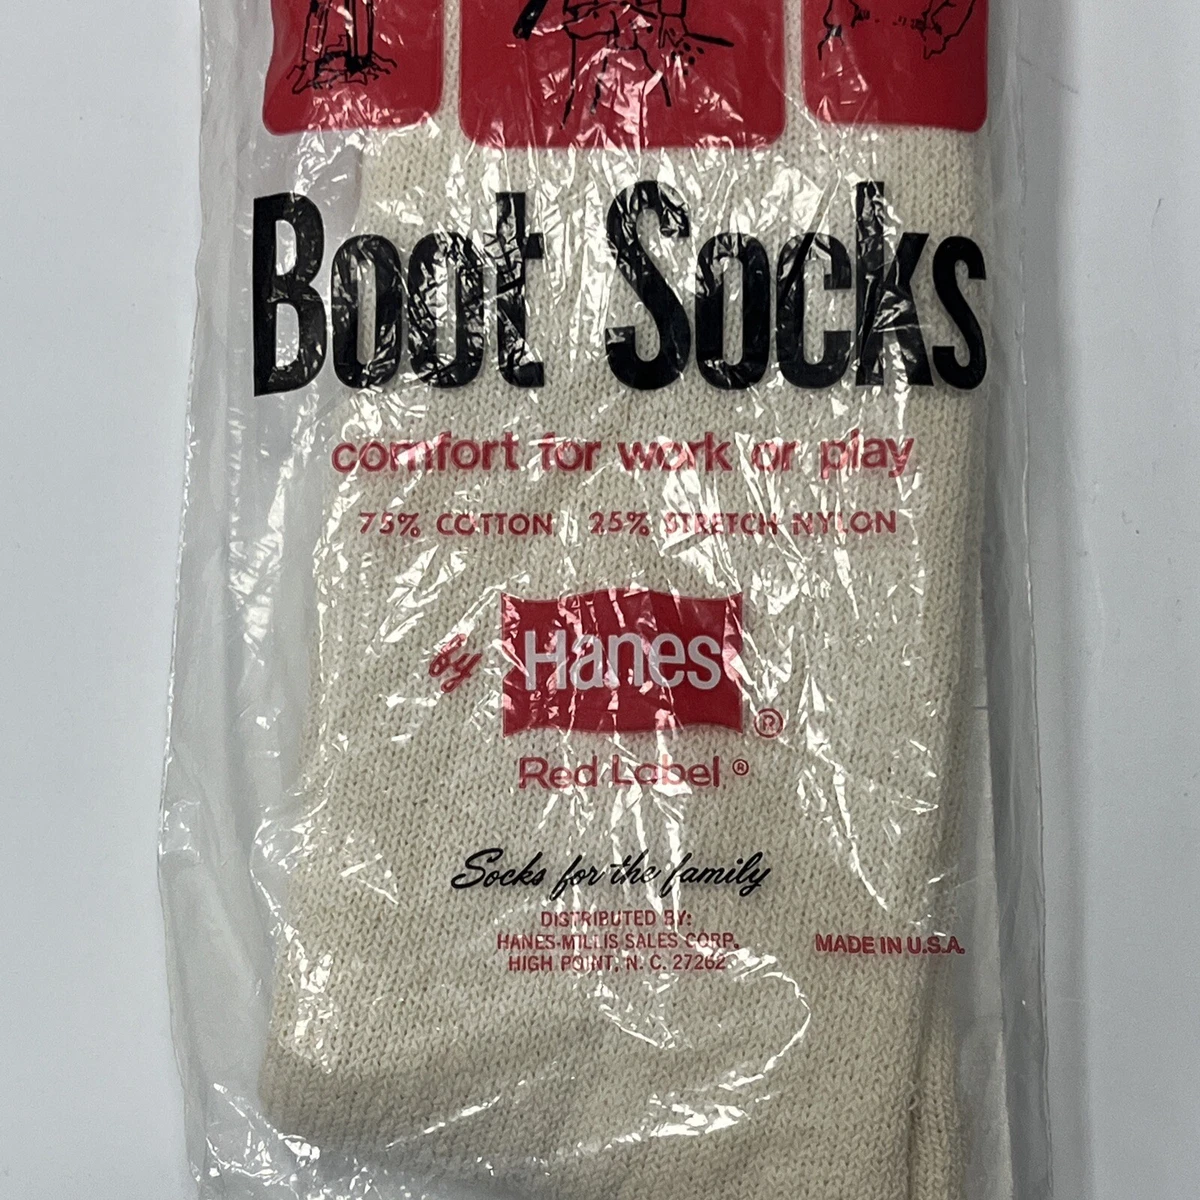 Boot Socks
comfort for work or play
75% COTTON 25% STRETCH NYLON
by Hanes ®
Red Label ®
Socks for the family
DISTRIBUTED BY:
HANES-MILLIS SALES CORP.
HIGH POINT, N. C. 27262
MADE IN U.S.A.